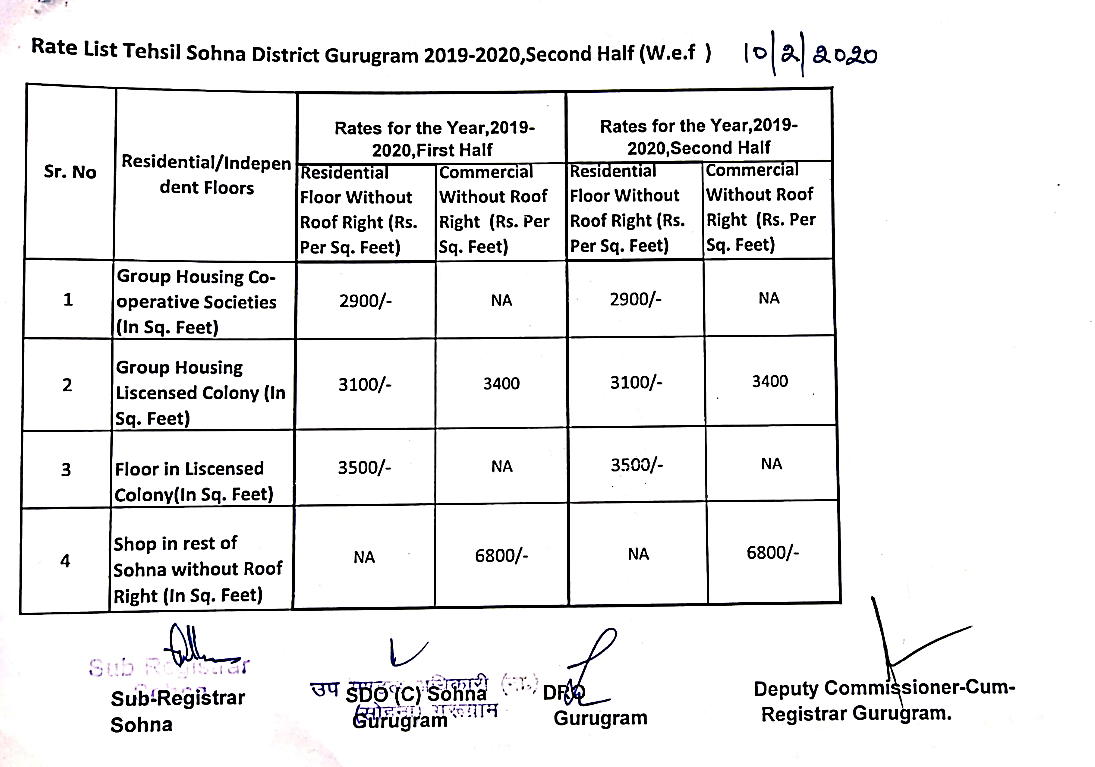 Rate List Tehsil Sohna District Gurugram 2019-2020,Second Half (W.e.f ) 10/2/2020
Sr. No
Residential/Indepen
dent Floors
Rates for the Year,2019-
2020,First Half
Rates for the Year,2019-
2020,Second Half
Residential
Floor Without
Roof Right (Rs.
Per Sq. Feet)
Commercial
Without Roof
Right (Rs. Per
Sq. Feet)
Residential
Floor Without
Roof Right (Rs.
Per Sq. Feet)
Commercial
Without Roof
Right (Rs. Per
Sq. Feet)
1
Group Housing Co-
operative Societies
(In Sq. Feet)
2900/-
NA
2900/-
NA
2
Group Housing
Liscensed Colony (In
Sq. Feet)
3100/-
3400
3100/-
3400
3
Floor in Liscensed
Colony(In Sq. Feet)
3500/-
NA
3500/-
NA
4
Shop in rest of
Sohna without Roof
Right (In Sq. Feet)
NA
6800/-
NA
6800/-
Sub Registrar
Sub-Registrar
Sohna
उप
SDO (C) Sohna
(सोहना) गुरूग्राम
Gurugram
DRO
Gurugram
Deputy Commissioner-Cum-
Registrar Gurugram.